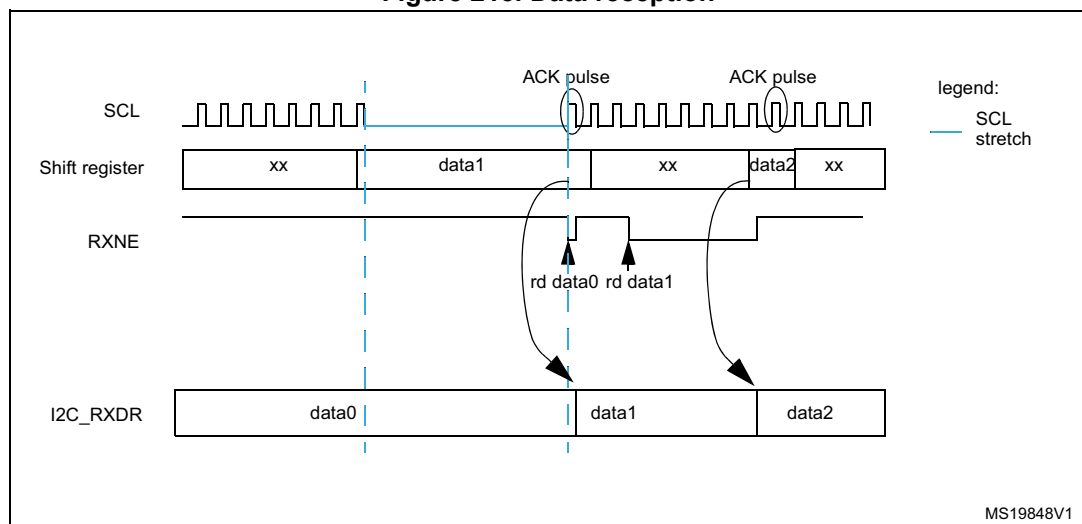 ACK pulse ACK pulse
legend:
SCL
SCL
stretch
Shift register xx data1 xx data2 xx
RXNE
rd data0 rd data1
I2C_RXDR data0 data1 data2
MS19848V1